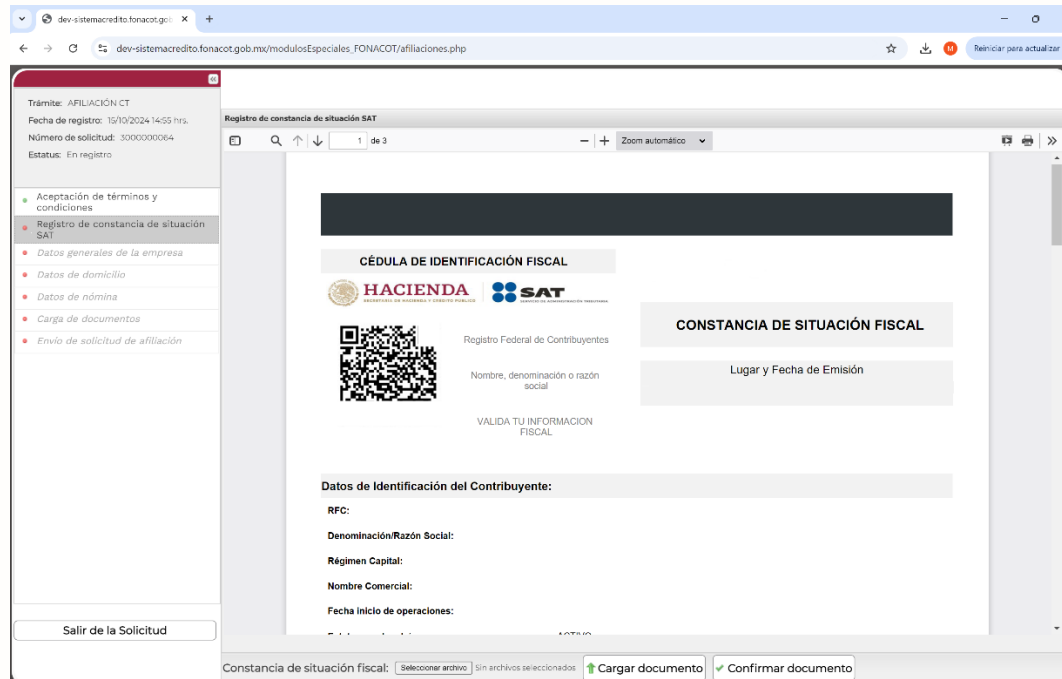 dev-sistemacredito.fonacot.gob
dev-sistemacredito.fonacot.gob.mx/modulosEspeciales_FONACOT/afiliaciones.php
M
Reiniciar para actualizar
Trámite: AFILIACIÓN CT
Fecha de registro: 15/10/2024 14:55 hrs.
Número de solicitud: 3000000064
Estatus: En registro
Aceptación de términos y
condiciones
Registro de constancia de situación
SAT
Datos generales de la empresa
Datos de domicilio
Datos de nómina
Carga de documentos
Envío de solicitud de afiliación
Salir de la Solicitud
Registro de constancia de situación SAT
1 de 3
Zoom automático
CÉDULA DE IDENTIFICACIÓN FISCAL
HACIENDA
SECRETARÍA DE HACIENDA Y CRÉDITO PÚBLICO
SAT
SERVICIO DE ADMINISTRACIÓN TRIBUTARIA
Registro Federal de Contribuyentes
Nombre, denominación o razón
social
VALIDA TU INFORMACION
FISCAL
CONSTANCIA DE SITUACIÓN FISCAL
Lugar y Fecha de Emisión
Datos de Identificación del Contribuyente:
RFC:
Denominación/Razón Social:
Régimen Capital:
Nombre Comercial:
Fecha inicio de operaciones:
Constancia de situación fiscal: Seleccionar archivo Sin archivos seleccionados Cargar documento Confirmar documento